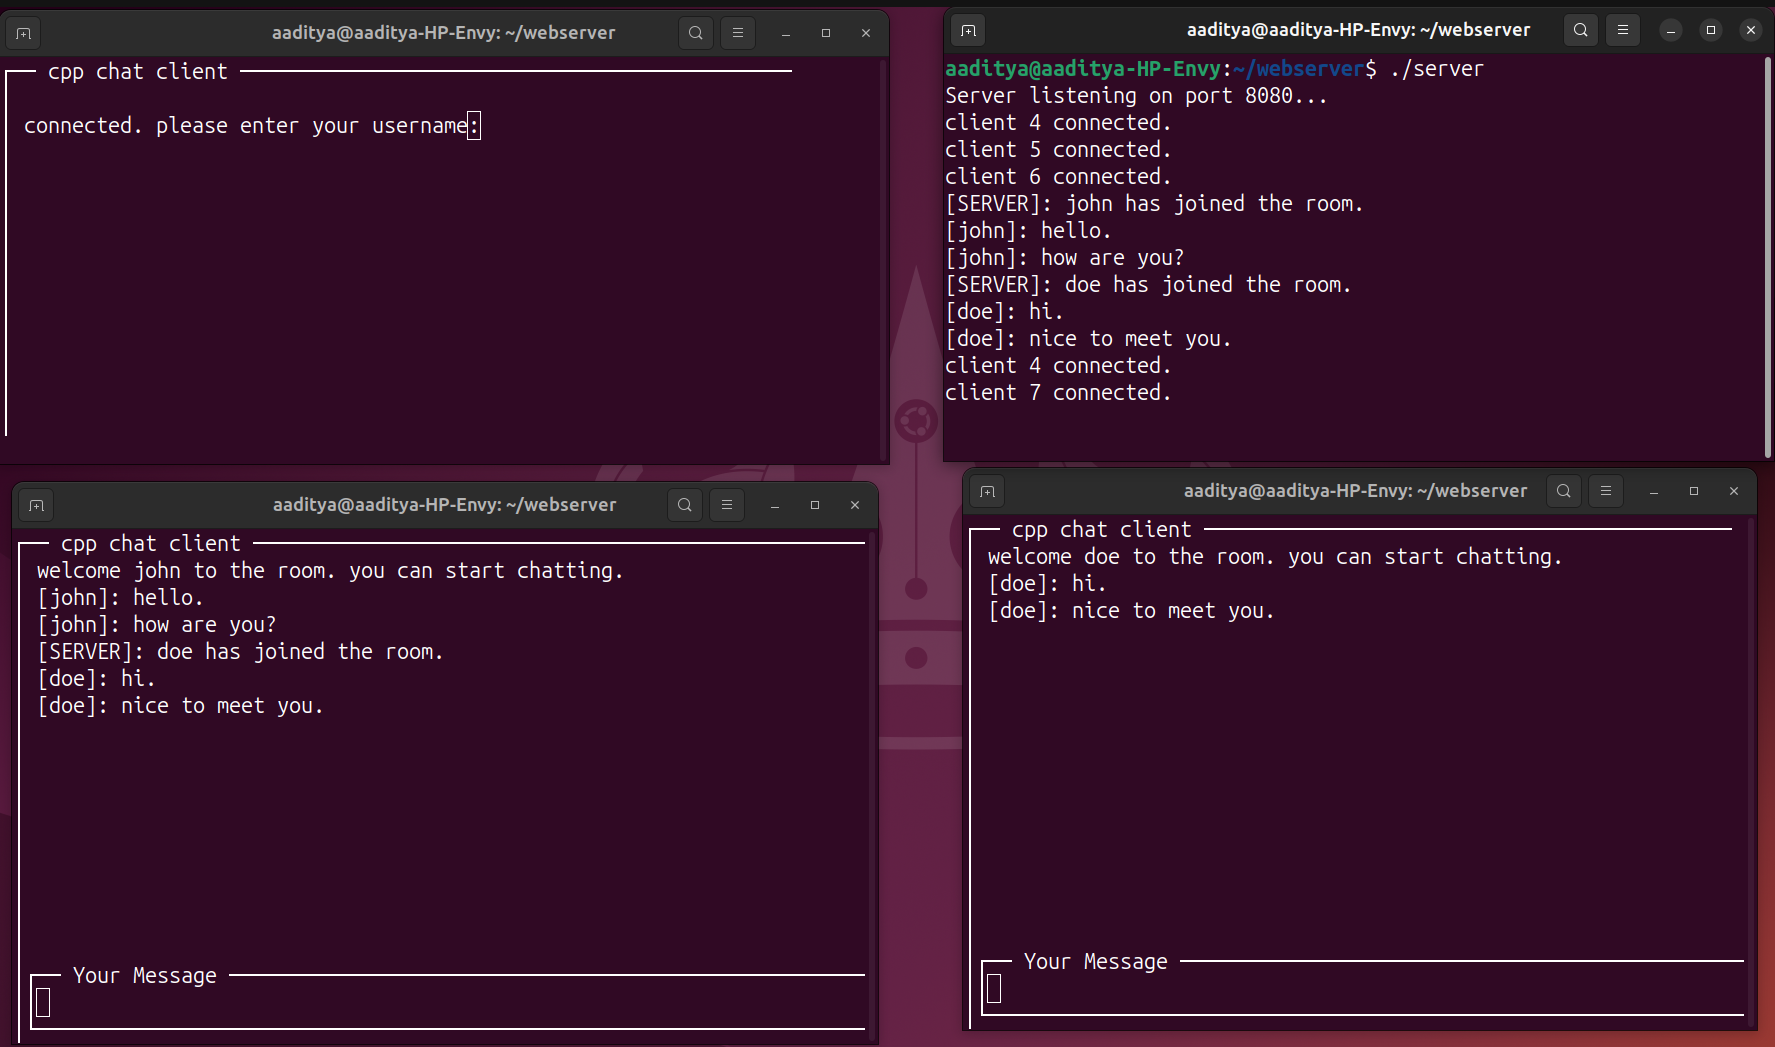 aaditya@aaditya-HP-Envy: ~/webserver
cpp chat client
connected. please enter your username:
aaditya@aaditya-HP-Envy: ~/webserver
aaditya@aaditya-HP-Envy:~/webserver$ ./server
Server listening on port 8080...
client 4 connected.
client 5 connected.
client 6 connected.
[SERVER]: john has joined the room.
[john]: hello.
[john]: how are you?
[SERVER]: doe has joined the room.
[doe]: hi.
[doe]: nice to meet you.
client 4 connected.
client 7 connected.
aaditya@aaditya-HP-Envy: ~/webserver
cpp chat client
welcome john to the room. you can start chatting.
[john]: hello.
[john]: how are you?
[SERVER]: doe has joined the room.
[doe]: hi.
[doe]: nice to meet you.
Your Message
aaditya@aaditya-HP-Envy: ~/webserver
cpp chat client
welcome doe to the room. you can start chatting.
[doe]: hi.
[doe]: nice to meet you.
Your Message